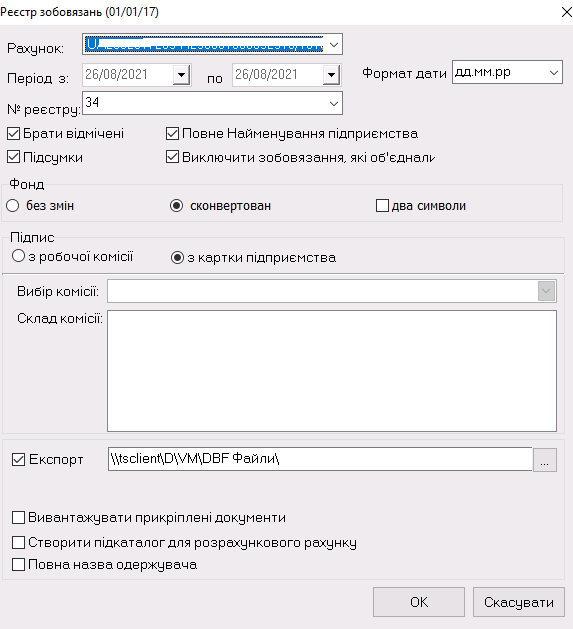 Реєстр зобовязань (01/01/17)
Рахунок:
Період з: 26/08/2021 по 26/08/2021 Формат дати дд.мм.рр
№ реєстру: 34
Брати відмічені Повне Найменування підприємства
Підсумки Виключити зобовязання, які об'єднали
Фонд
без змін сконвертован два символи
Підпис
з робочої комісії з картки підприємства
Вибір комісії:
Склад комісії:
Експорт \\tsclient\D\VM\DBF Файли\ ...
Вивантажувати прикріплені документи
Створити підкаталог для розрахункового рахунку
Повна назва одержувача
OK Скасувати